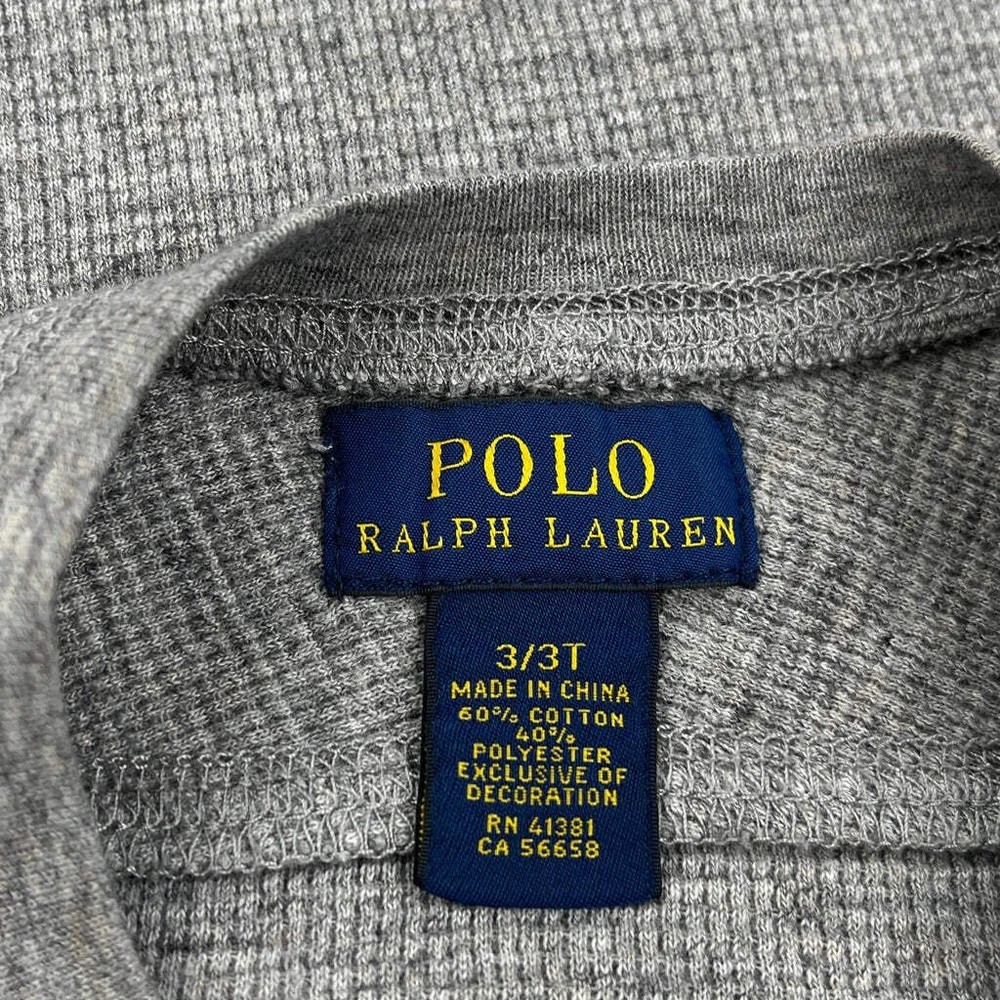 POLO
RALPH LAUREN
3/3T
MADE IN CHINA
60% COTTON
40%
POLYESTER
EXCLUSIVE OF
DECORATION
RN 41381
CA 56658